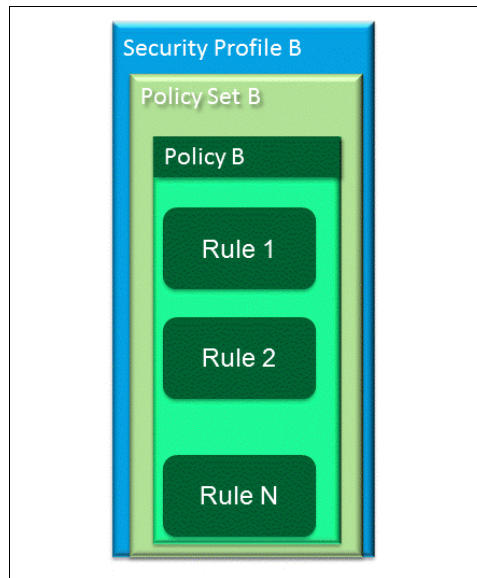 Security Profile B
Policy Set B
Policy B
Rule 1
Rule 2
Rule N